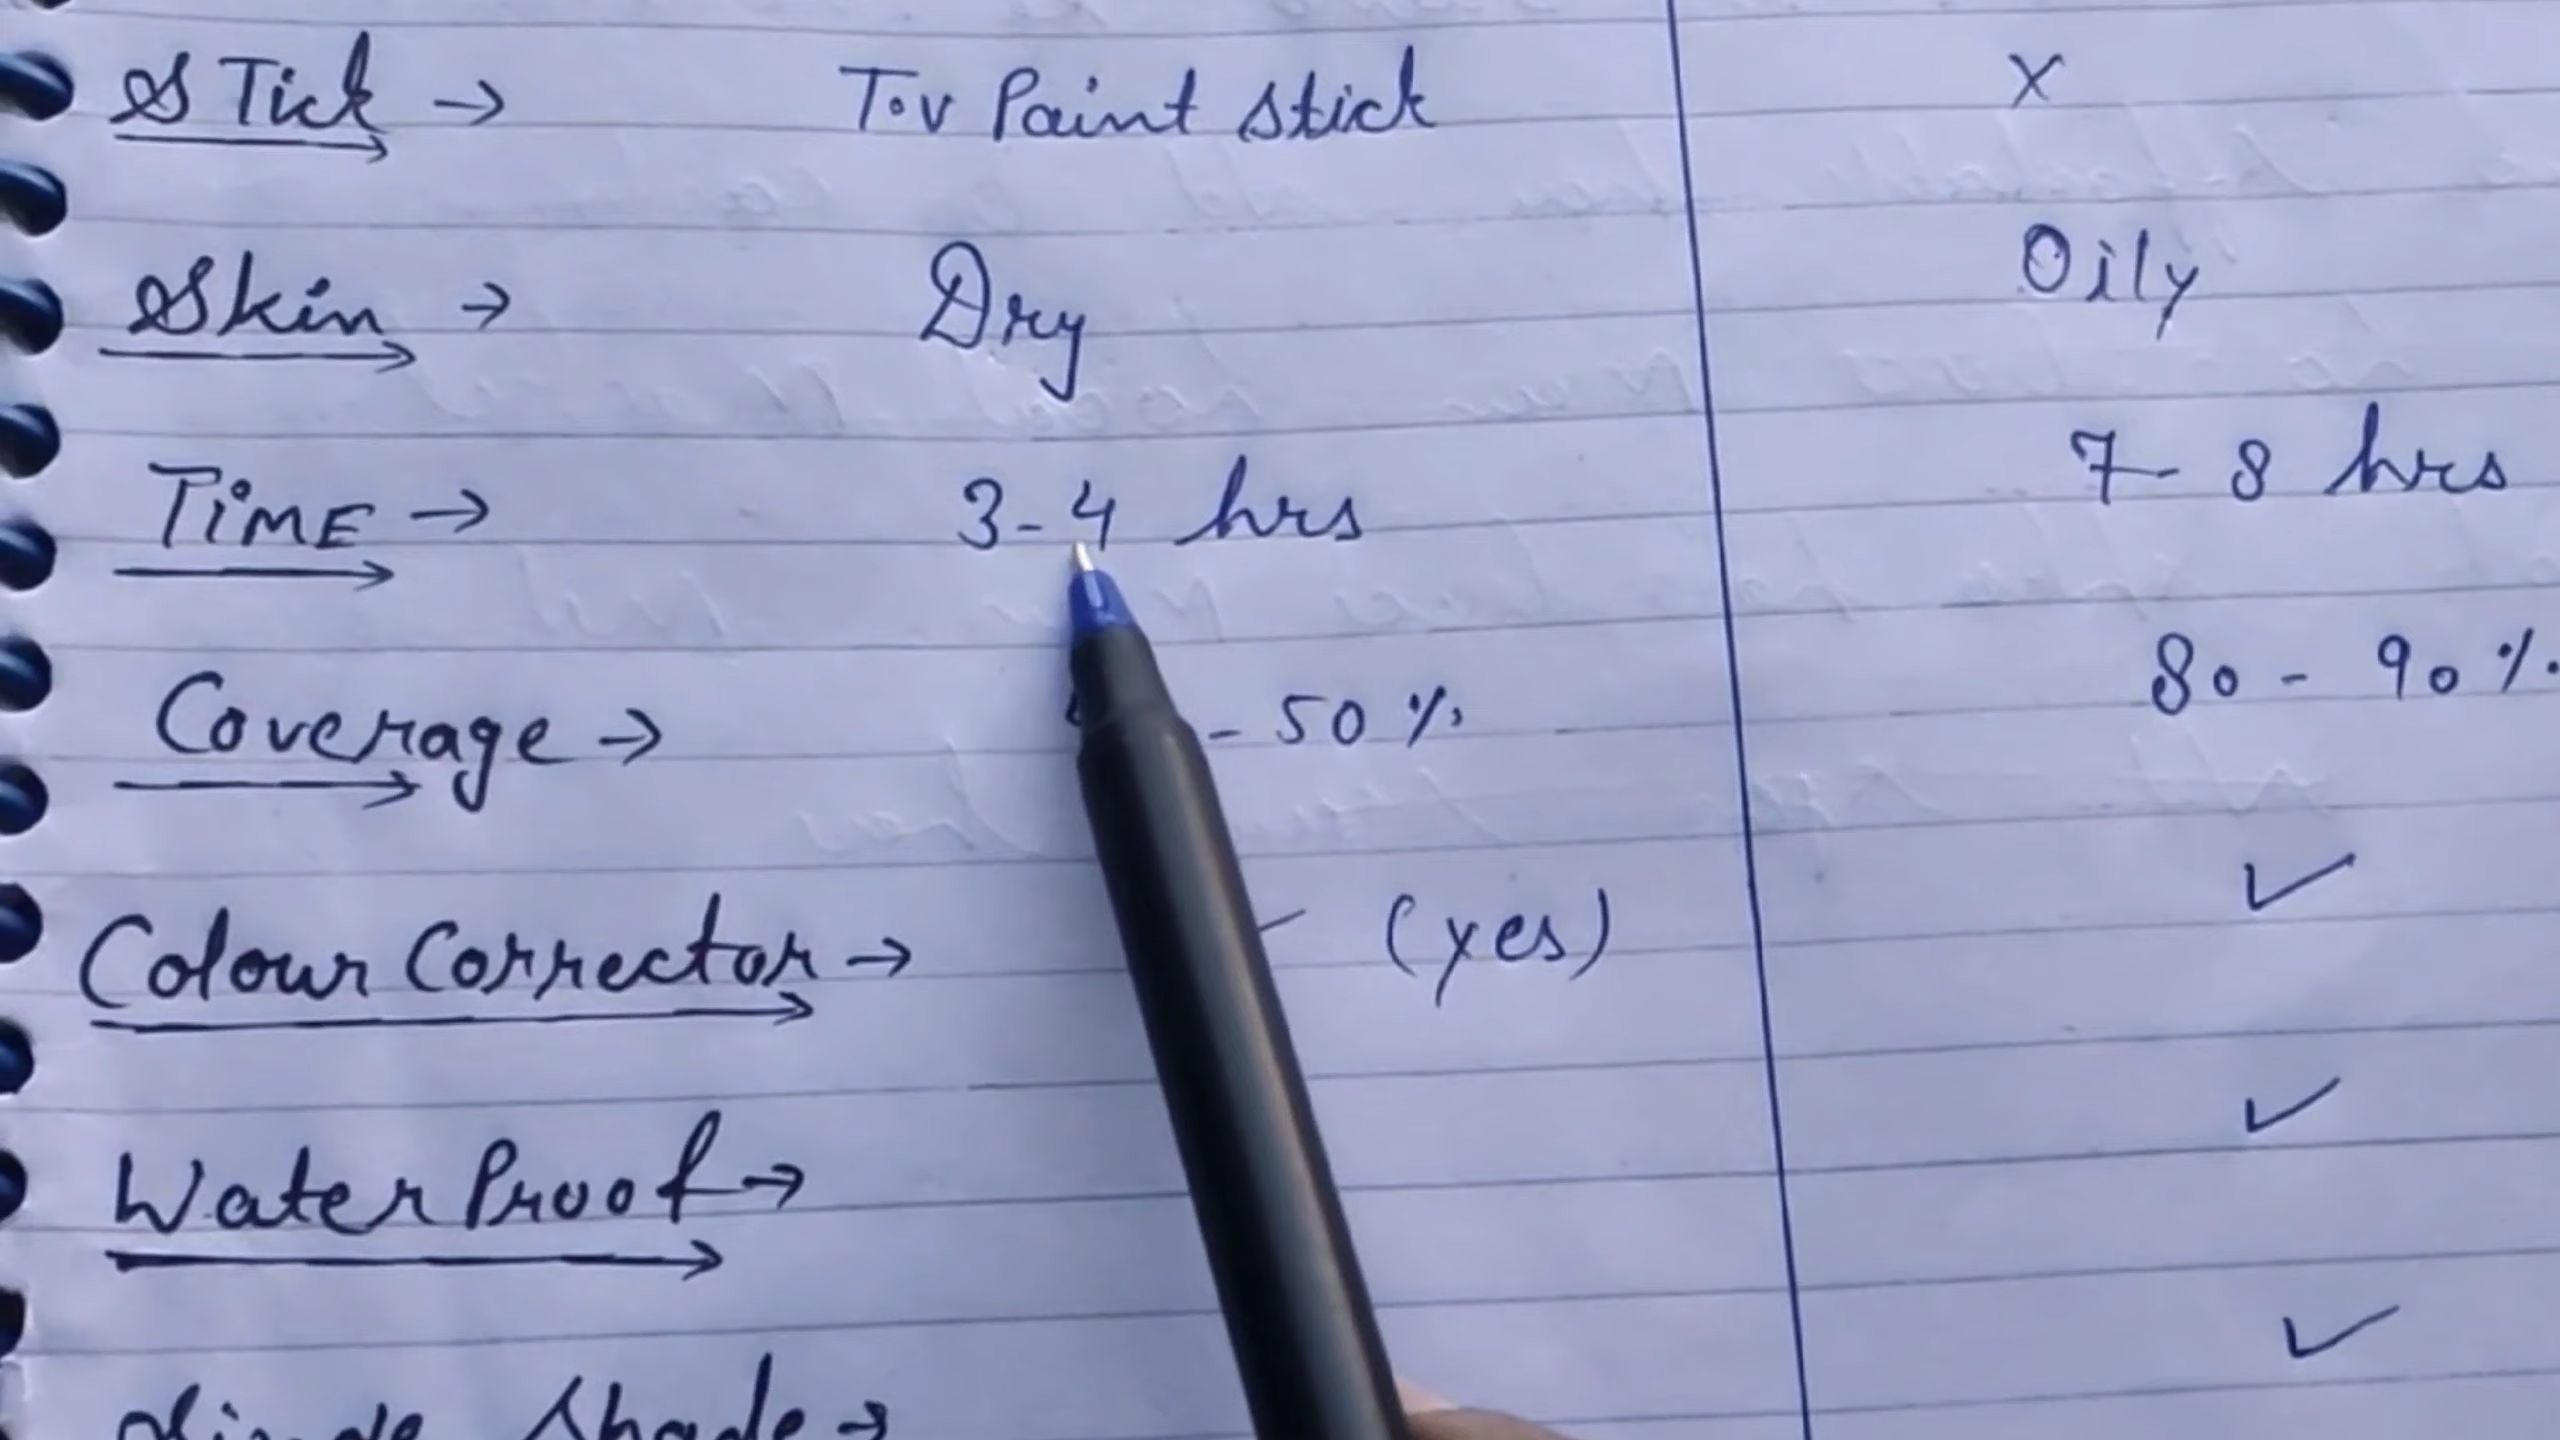 STick → T.V Paint stick X
Skin → Dry Oily
TiME → 3-4 hrs 7-8 hrs
Coverage → - 50% 80 - 90%
Colour Corrector → ✓ (yes) ✓
Water Proof → ✓
Shade → ✓